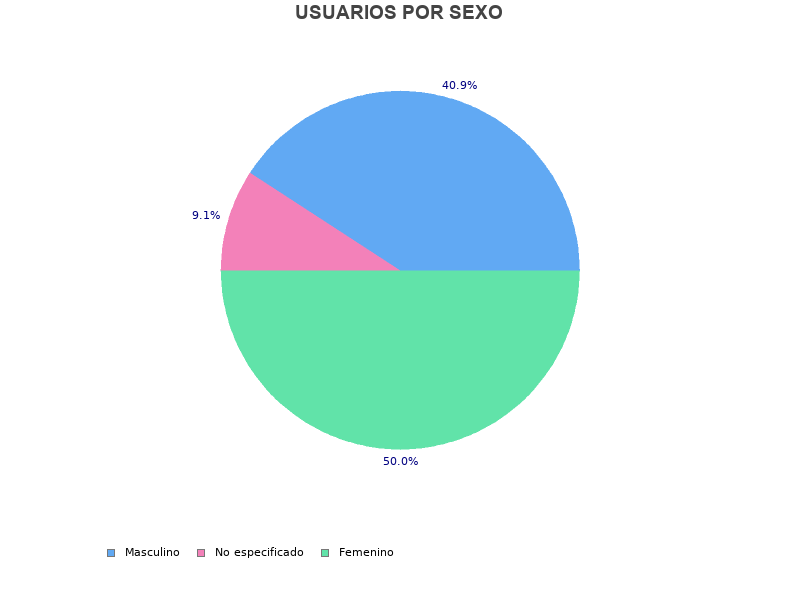 USUARIOS POR SEXO
40.9%
9.1%
50.0%
Masculino No especificado Femenino